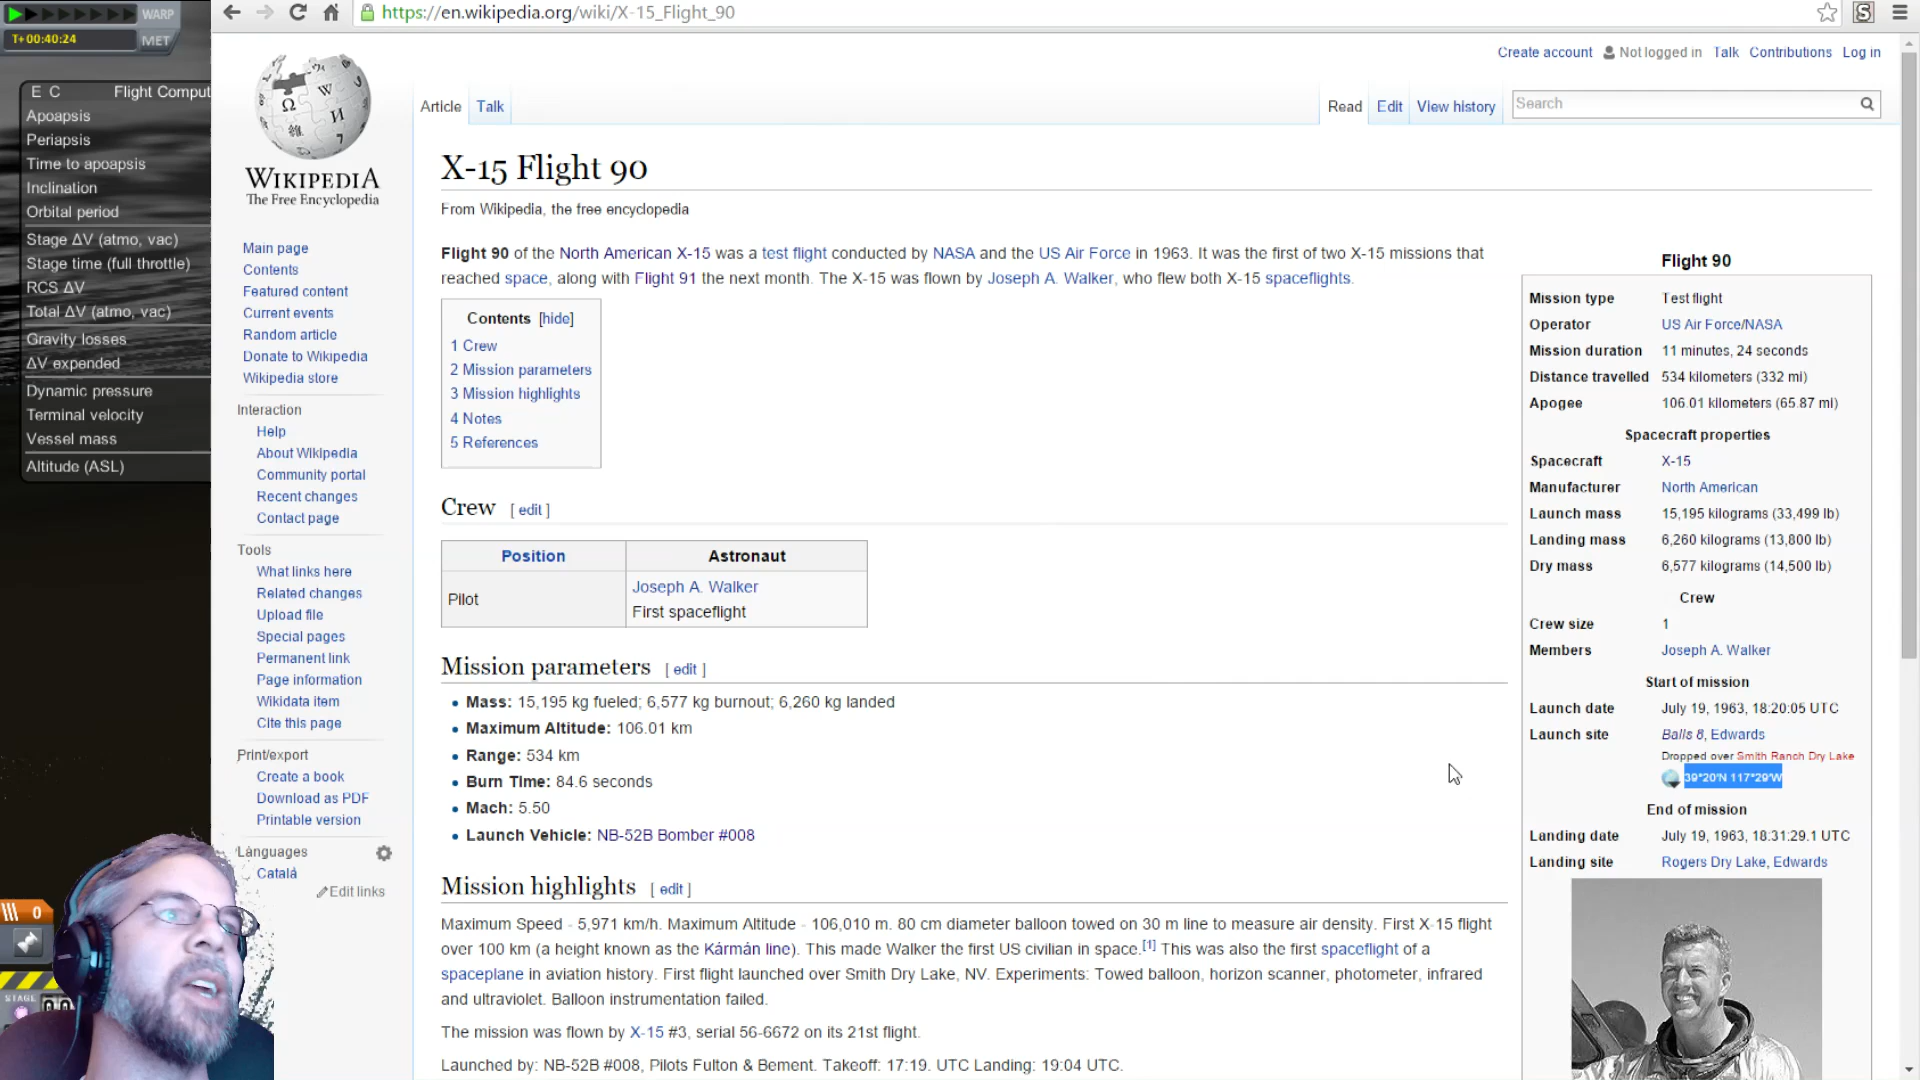 WARP
T+00:40:24
MET
E C Flight Comput
Apoapsis
Periapsis
Time to apoapsis
Inclination
Orbital period
Stage ΔV (atmo, vac)
Stage time (full throttle)
RCS ΔV
Total ΔV (atmo, vac)
Gravity losses
ΔV expended
Dynamic pressure
Terminal velocity
Vessel mass
Altitude (ASL)
0
STAGE
https://en.wikipedia.org/wiki/X-15_Flight_90
S
Create account Not logged in Talk Contributions Log in
Article Talk Read Edit View history Search
WIKIPEDIA
The Free Encyclopedia
Main page
Contents
Featured content
Current events
Random article
Donate to Wikipedia
Wikipedia store
Interaction
Help
About Wikipedia
Community portal
Recent changes
Contact page
Tools
What links here
Related changes
Upload file
Special pages
Permanent link
Page information
Wikidata item
Cite this page
Print/export
Create a book
Download as PDF
Printable version
Languages
Català
Edit links
X-15 Flight 90
From Wikipedia, the free encyclopedia
Flight 90 of the North American X-15 was a test flight conducted by NASA and the US Air Force in 1963. It was the first of two X-15 missions that
reached space, along with Flight 91 the next month. The X-15 was flown by Joseph A. Walker, who flew both X-15 spaceflights.
Contents [hide]
1 Crew
2 Mission parameters
3 Mission highlights
4 Notes
5 References
Crew [ edit ]
Position Astronaut
Pilot
Joseph A. Walker
First spaceflight
Mission parameters [ edit ]
Mass: 15,195 kg fueled; 6,577 kg burnout; 6,260 kg landed
Maximum Altitude: 106.01 km
Range: 534 km
Burn Time: 84.6 seconds
Mach: 5.50
Launch Vehicle: NB-52B Bomber #008
Mission highlights [ edit ]
Maximum Speed - 5,971 km/h. Maximum Altitude - 106,010 m. 80 cm diameter balloon towed on 30 m line to measure air density. First X-15 flight
over 100 km (a height known as the Kármán line). This made Walker the first US civilian in space.[1] This was also the first spaceflight of a
spaceplane in aviation history. First flight launched over Smith Dry Lake, NV. Experiments: Towed balloon, horizon scanner, photometer, infrared
and ultraviolet. Balloon instrumentation failed.
The mission was flown by X-15 #3, serial 56-6672 on its 21st flight.
Launched by: NB-52B #008, Pilots Fulton & Bement. Takeoff: 17:19. UTC Landing: 19:04 UTC.
Flight 90
Mission type Test flight
Operator US Air Force/NASA
Mission duration 11 minutes, 24 seconds
Distance travelled 534 kilometers (332 mi)
Apogee 106.01 kilometers (65.87 mi)
Spacecraft properties
Spacecraft X-15
Manufacturer North American
Launch mass 15,195 kilograms (33,499 lb)
Landing mass 6,260 kilograms (13,800 lb)
Dry mass 6,577 kilograms (14,500 lb)
Crew
Crew size 1
Members Joseph A. Walker
Start of mission
Launch date July 19, 1963, 18:20:05 UTC
Launch site Balls 8, Edwards
Dropped over Smith Ranch Dry Lake
39°20′N 117°29′W
End of mission
Landing date July 19, 1963, 18:31:29.1 UTC
Landing site Rogers Dry Lake, Edwards